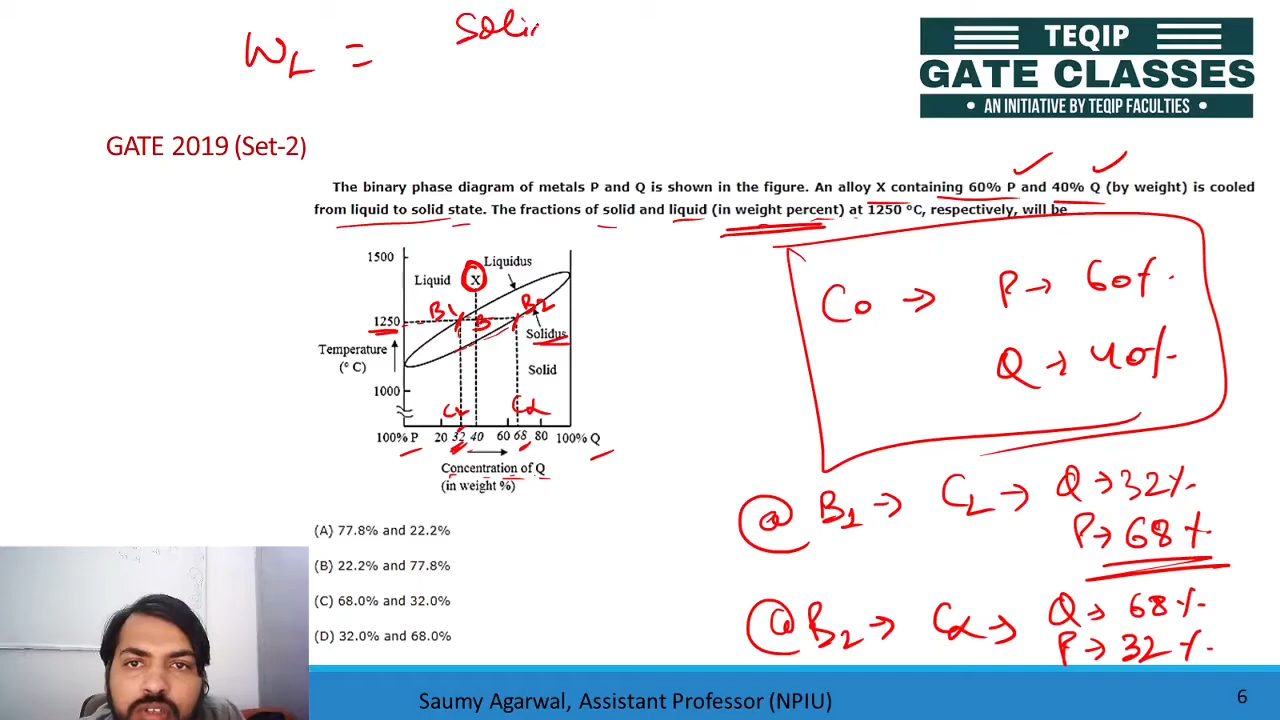 WL = Soli
TEQIP
GATE CLASSES
• AN INITIATIVE BY TEQIP FACULTIES •
GATE 2019 (Set-2)
The binary phase diagram of metals P and Q is shown in the figure. An alloy X containing 60% P and 40% Q (by weight) is cooled
from liquid to solid state. The fractions of solid and liquid (in weight percent) at 1250 ºC, respectively, will be
1500
Liquid
X
Liquidus
B1
B2
1250
B
Solidus
Temperature
(° C)
Solid
1000
CL
Cα
100% P 20 32 40 60 68 80 100% Q
Concentration of Q
(in weight %)
Co → P → 60%
Q → 40%
@ B1 → CL → Q → 32%
P → 68%
@ B2 → Cα → Q → 68%
P → 32%
(A) 77.8% and 22.2%
(B) 22.2% and 77.8%
(C) 68.0% and 32.0%
(D) 32.0% and 68.0%
Saumy Agarwal, Assistant Professor (NPIU)
6